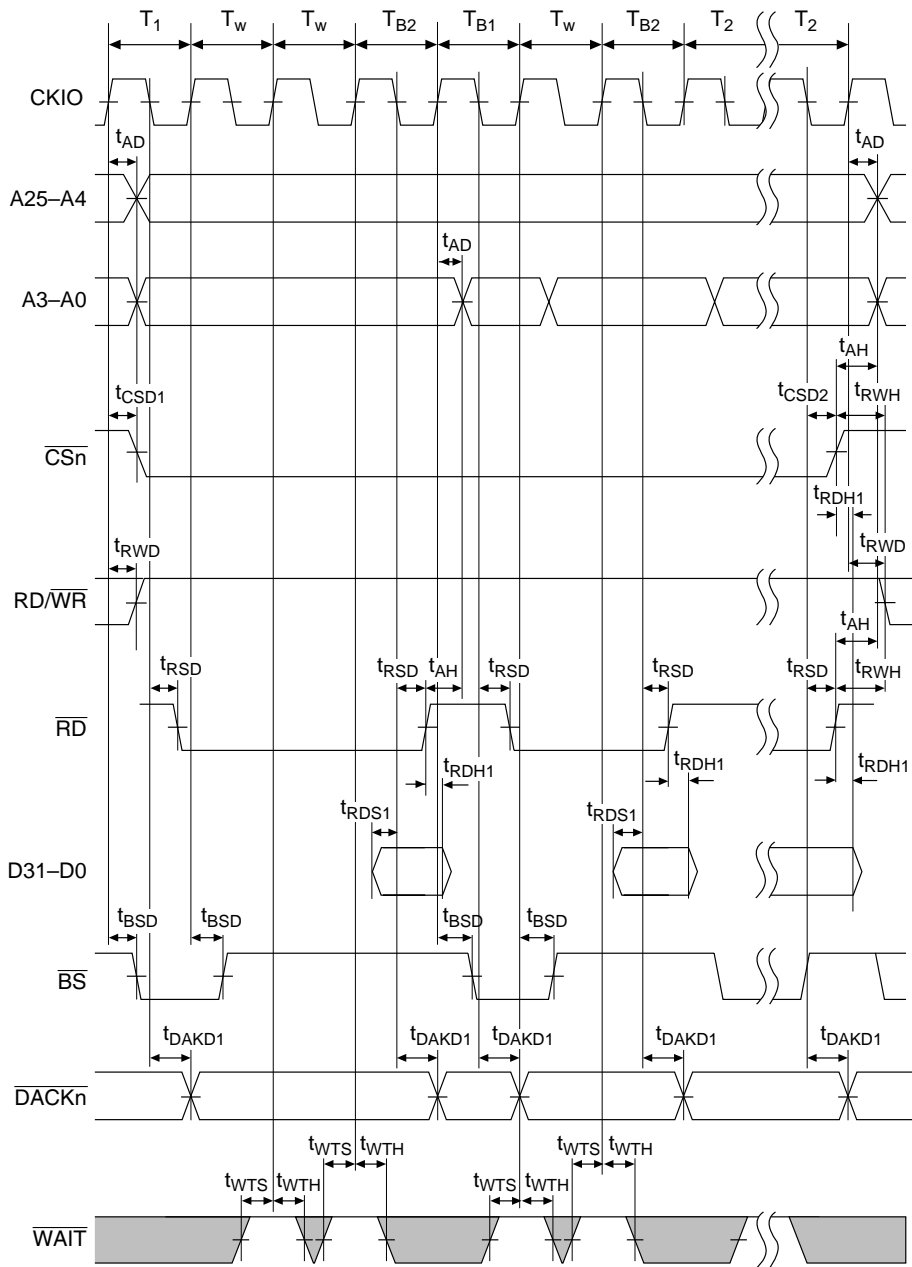 T1 Tw Tw TB2 TB1 Tw TB2 T2 T2
CKIO
tAD tAD
A25–A4
tAD
A3–A0
tAH
tCSD1 tCSD2 tRWH
CSn
tRDH1
tRWD tRWD
RD/WR
tAH
tRSD tRSD tAH tRSD tRSD tRSD tRWH
RD
tRDH1 tRDH1 tRDH1
tRDS1 tRDS1
D31–D0
tBSD tBSD tBSD tBSD
BS
tDAKD1 tDAKD1 tDAKD1 tDAKD1 tDAKD1
DACKn
tWTS tWTH tWTS tWTH
tWTS tWTH tWTS tWTH
WAIT